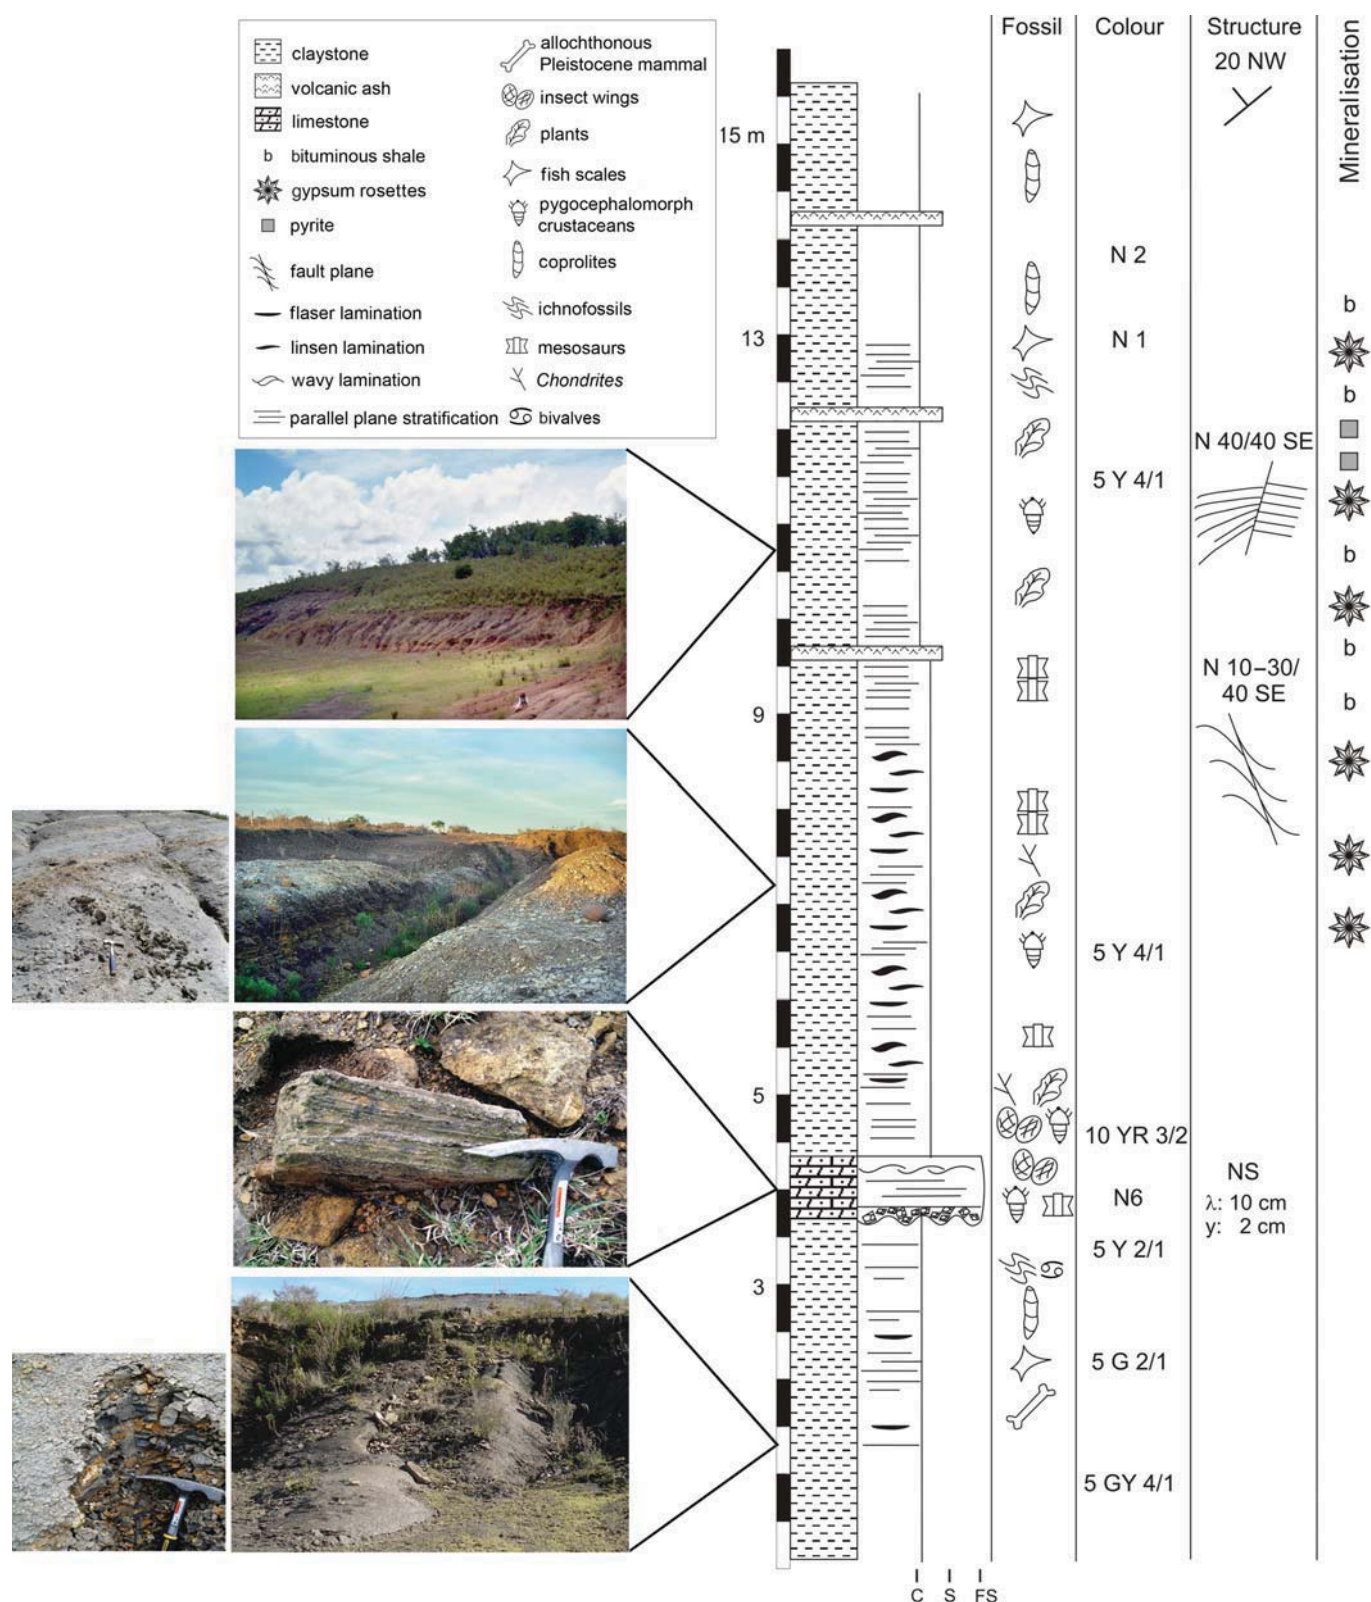 claystone
volcanic ash
limestone
b bituminous shale
gypsum rosettes
pyrite
fault plane
flaser lamination
linsen lamination
wavy lamination
parallel plane stratification
allochthonous
Pleistocene mammal
insect wings
plants
fish scales
pygocephalomorph
crustaceans
coprolites
ichnofossils
mesosaurs
Chondrites
bivalves
15 m
13
9
5
3
C S FS
Fossil
Colour
N 2
N 1
5 Y 4/1
5 Y 4/1
10 YR 3/2
N6
5 Y 2/1
5 G 2/1
5 GY 4/1
Structure
20 NW
N 40/40 SE
N 10–30/
40 SE
NS
λ: 10 cm
y: 2 cm
Mineralisation
b
b
b
b
b